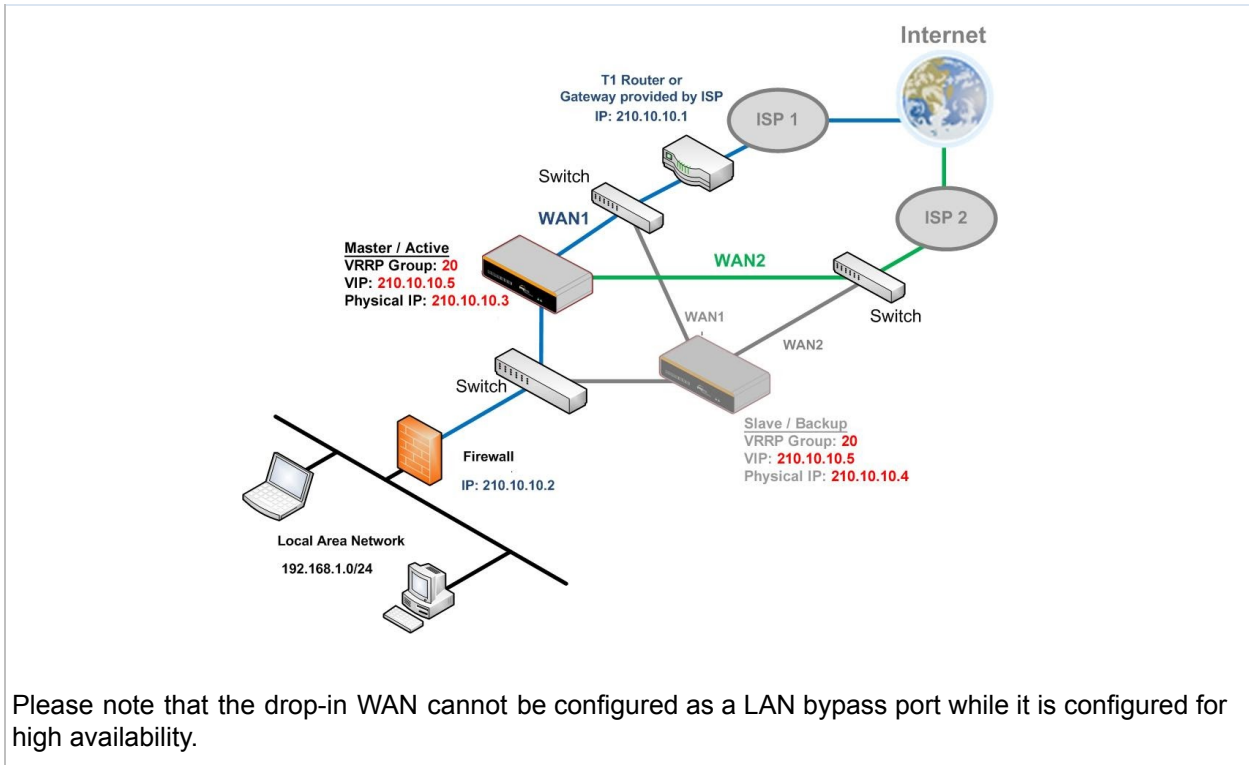 Internet
T1 Router or
Gateway provided by ISP
IP: 210.10.10.1
ISP 1
Switch
WAN1
ISP 2
Master / Active
VRRP Group: 20
VIP: 210.10.10.5
Physical IP: 210.10.10.3
WAN2
Switch
WAN1
WAN2
Switch
Slave / Backup
VRRP Group: 20
VIP: 210.10.10.5
Physical IP: 210.10.10.4
Firewall
IP: 210.10.10.2
Local Area Network
192.168.1.0/24
Please note that the drop-in WAN cannot be configured as a LAN bypass port while it is configured for
high availability.